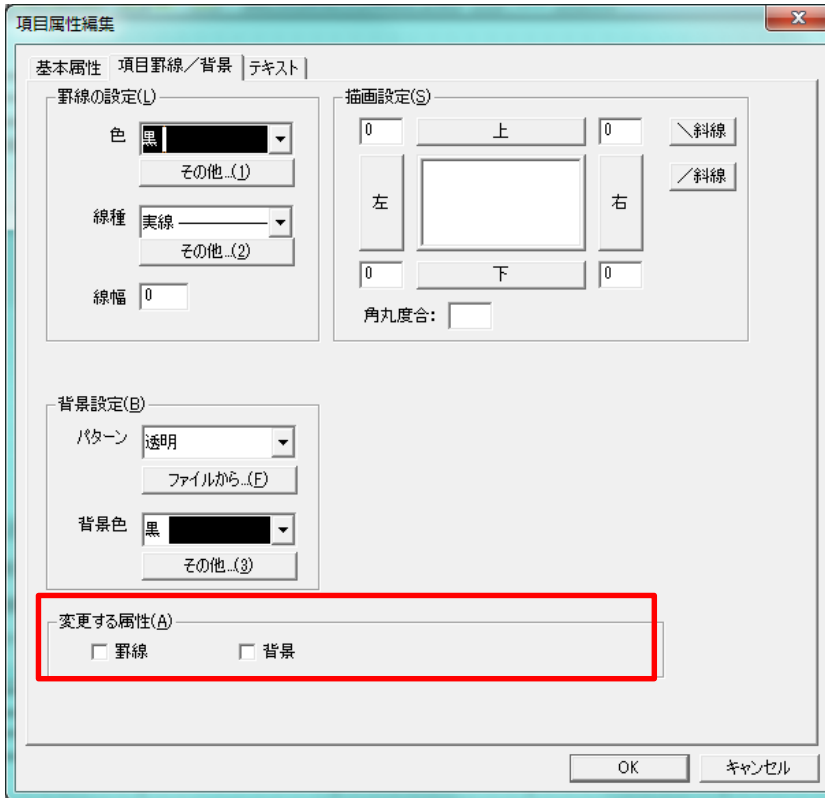 項目属性編集
基本属性 項目罫線／背景 テキスト
罫線の設定(L)
色 黒
その他...(1)
線種 実線
その他...(2)
線幅 0
描画設定(S)
0 上 0 ＼斜線
左 右 ／斜線
0 下 0
角丸度合:
背景設定(B)
パターン 透明
ファイルから...(F)
背景色 黒
その他...(3)
変更する属性(A)
罫線 背景
OK キャンセル